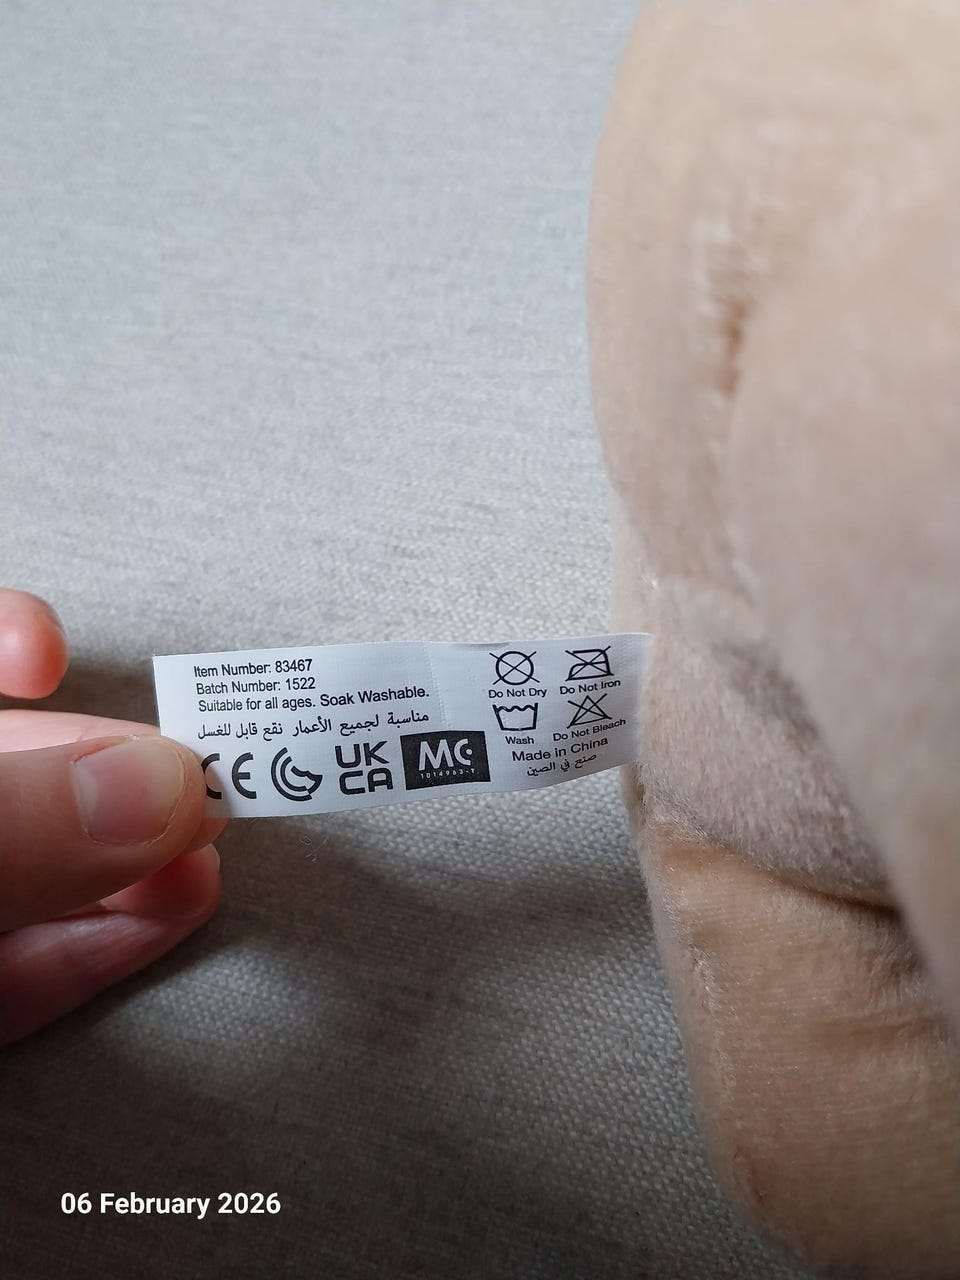 Item Number: 83467
Batch Number: 1522
Suitable for all ages. Soak Washable.
مناسبة لجميع الأعمار نقع قابل للغسل
CE
UK
CA
MC
1014963-T
Do Not Dry
Do Not Iron
Wash
Do Not Bleach
Made in China
صنع في الصين
06 February 2026